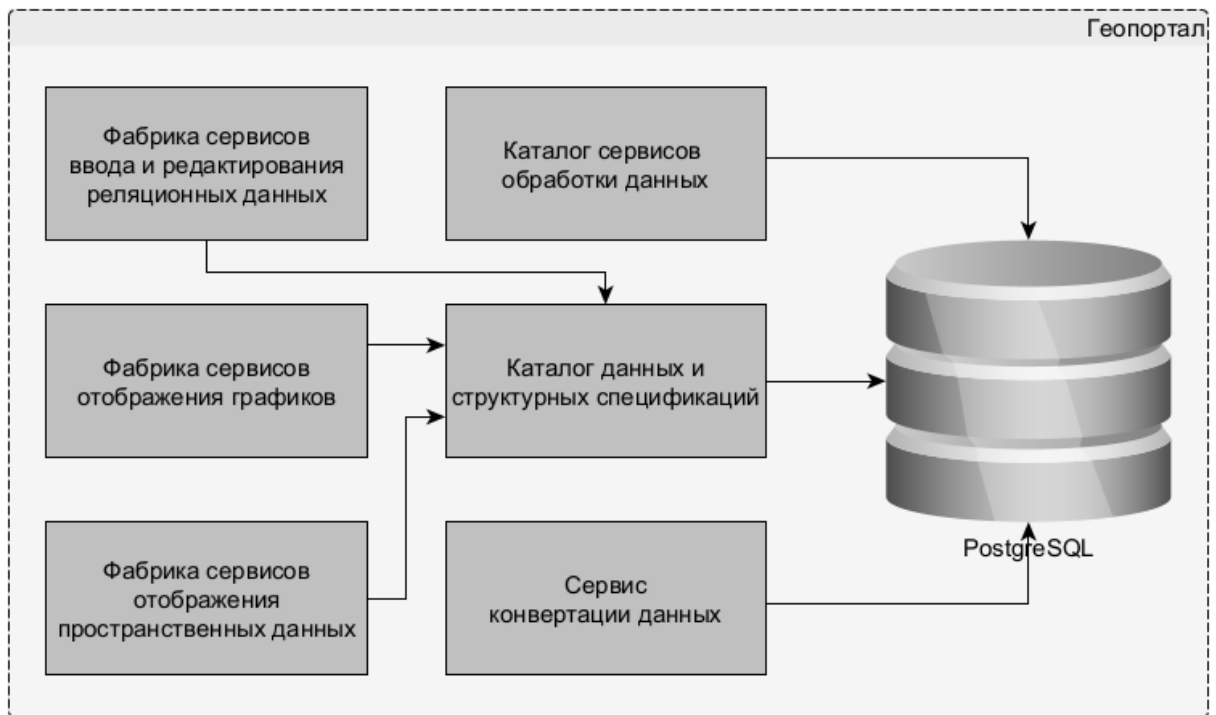 Геопортал
Фабрика сервисов
ввода и редактирования
реляционных данных
Каталог сервисов
обработки данных
Фабрика сервисов
отображения графиков
Каталог данных и
структурных спецификаций
Фабрика сервисов
отображения
пространственных данных
Сервис
конвертации данных
PostgreSQL